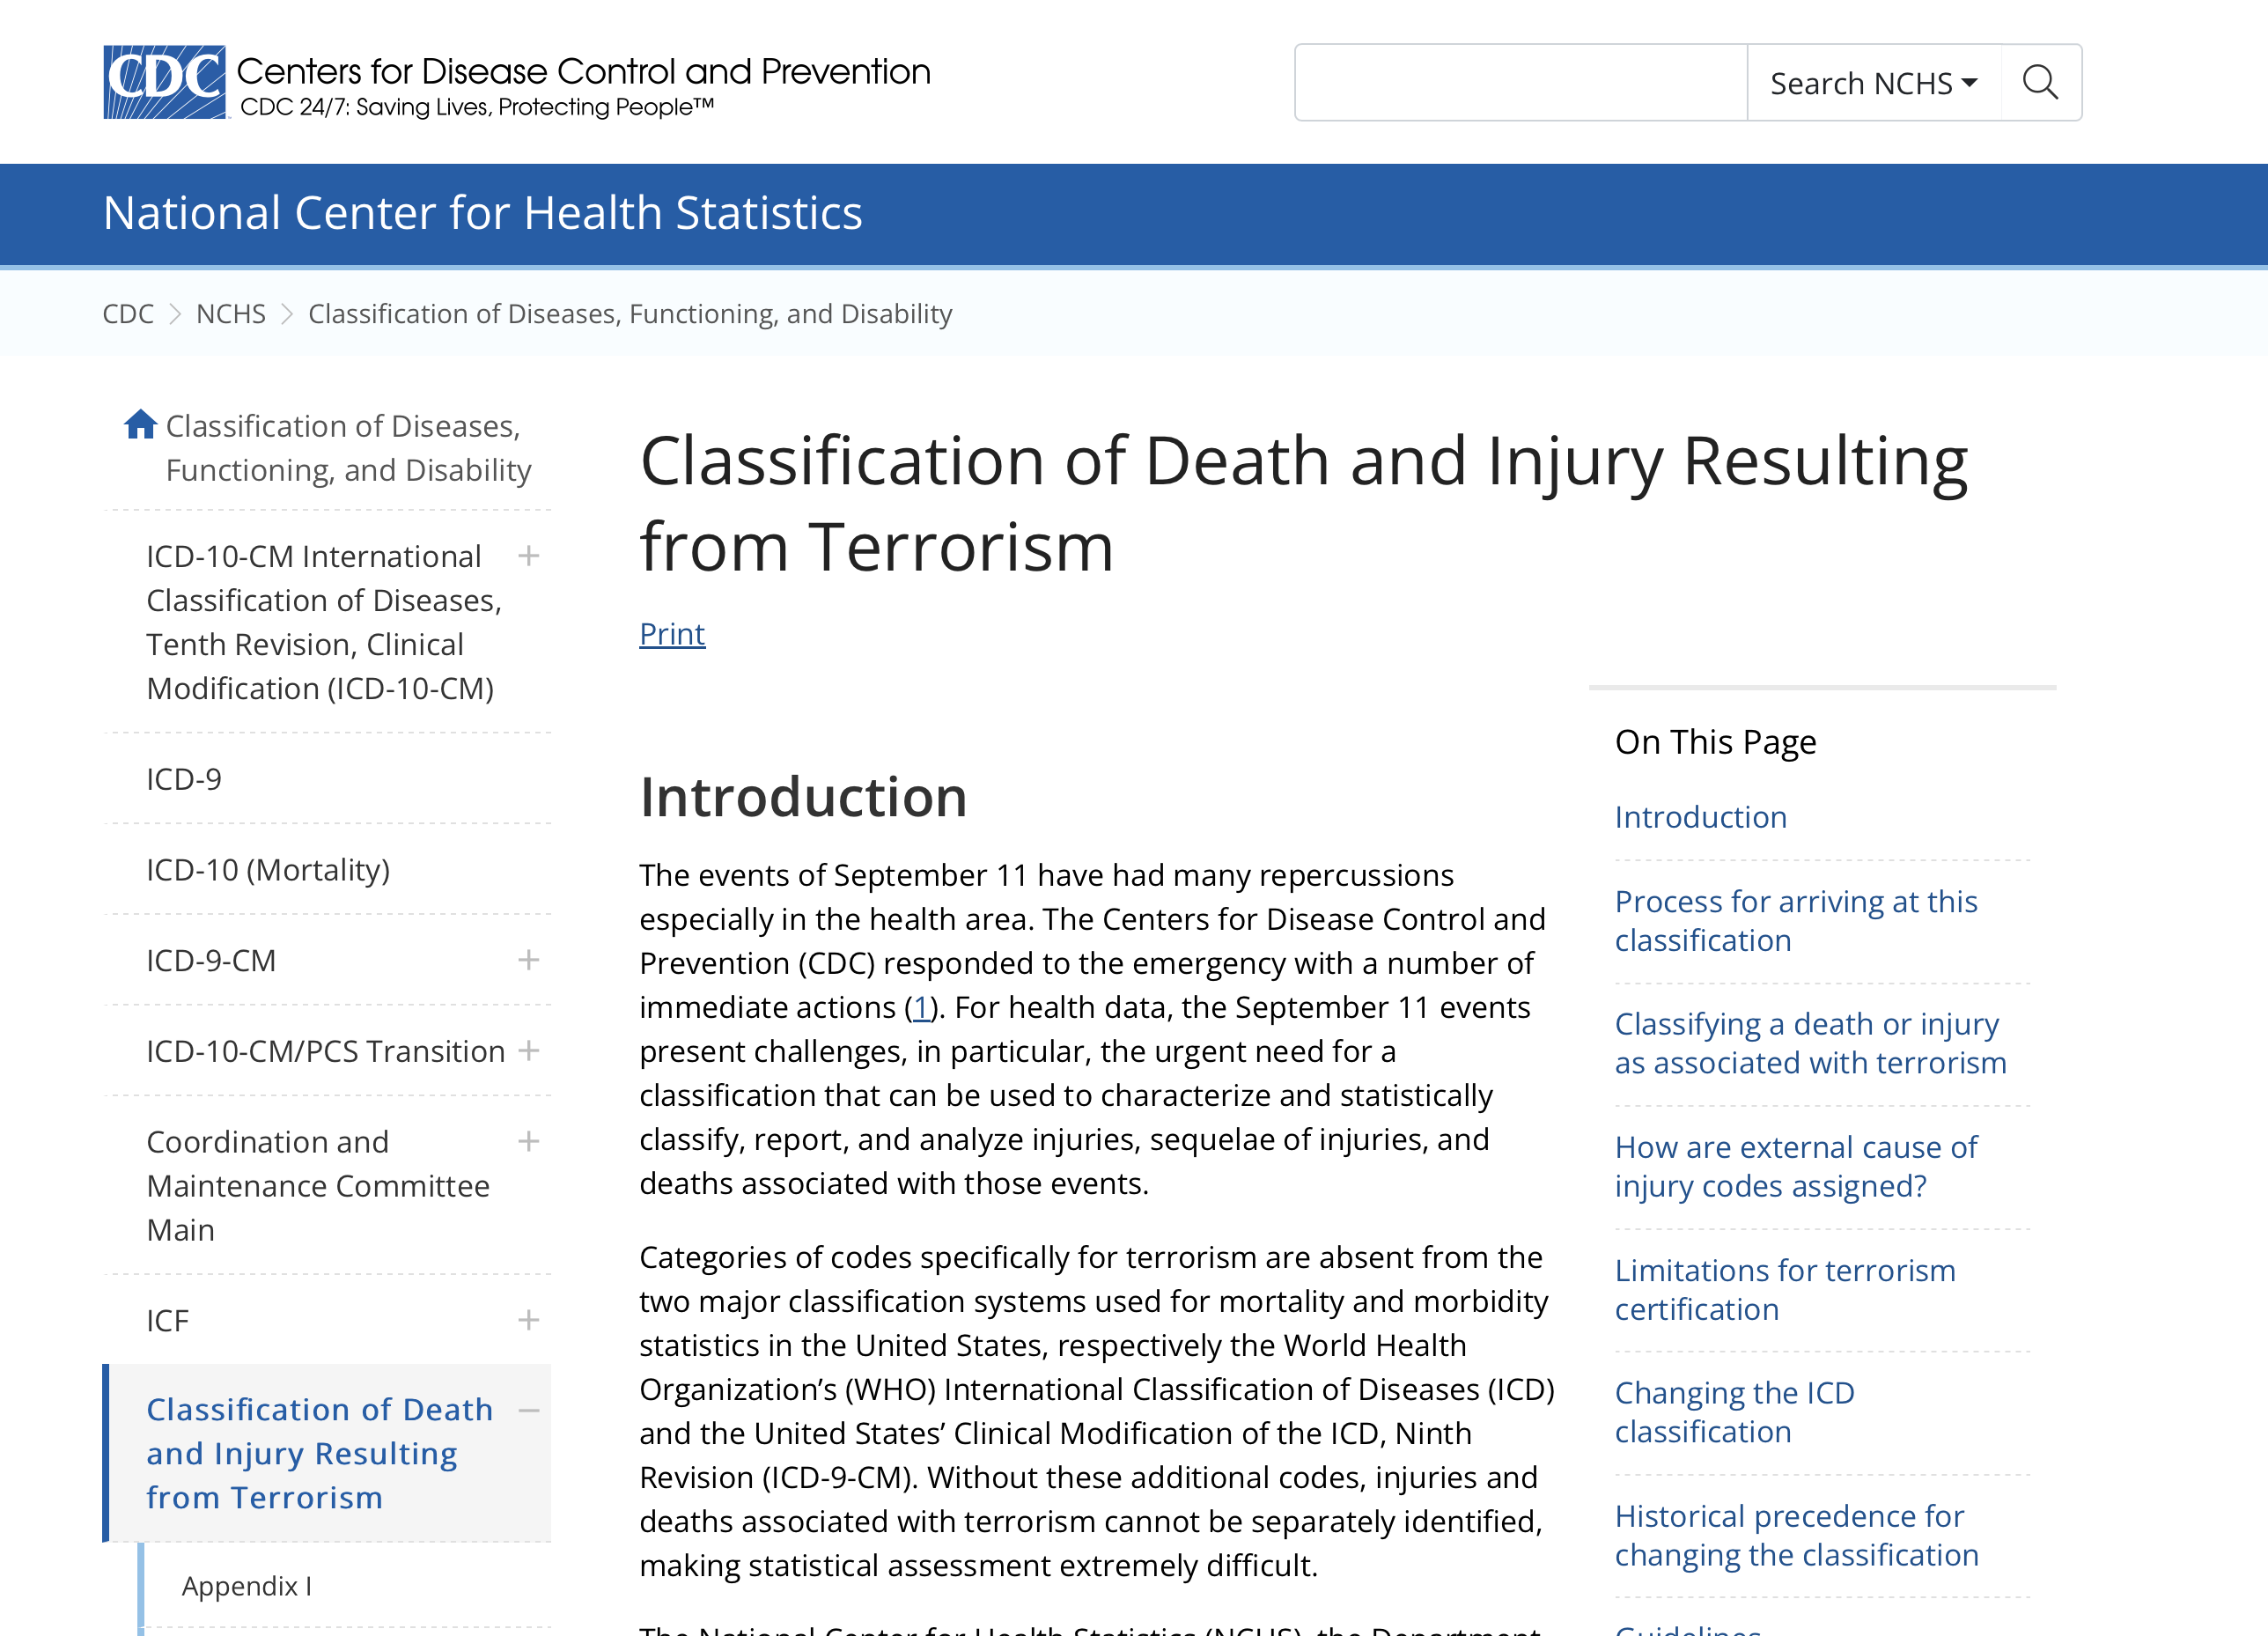 CDC Centers for Disease Control and Prevention
CDC 24/7: Saving Lives, Protecting People™
Search NCHS
National Center for Health Statistics
CDC NCHS Classification of Diseases, Functioning, and Disability
Classification of Diseases,
Functioning, and Disability
ICD-10-CM International
Classification of Diseases,
Tenth Revision, Clinical
Modification (ICD-10-CM)
ICD-9
ICD-10 (Mortality)
ICD-9-CM
ICD-10-CM/PCS Transition
Coordination and
Maintenance Committee
Main
ICF
Classification of Death
and Injury Resulting
from Terrorism
Appendix I
Classification of Death and Injury Resulting
from Terrorism
Print
Introduction
The events of September 11 have had many repercussions
especially in the health area. The Centers for Disease Control and
Prevention (CDC) responded to the emergency with a number of
immediate actions (1). For health data, the September 11 events
present challenges, in particular, the urgent need for a
classification that can be used to characterize and statistically
classify, report, and analyze injuries, sequelae of injuries, and
deaths associated with those events.
Categories of codes specifically for terrorism are absent from the
two major classification systems used for mortality and morbidity
statistics in the United States, respectively the World Health
Organization’s (WHO) International Classification of Diseases (ICD)
and the United States’ Clinical Modification of the ICD, Ninth
Revision (ICD-9-CM). Without these additional codes, injuries and
deaths associated with terrorism cannot be separately identified,
making statistical assessment extremely difficult.
The National Center for Health Statistics (NCHS), the Department
On This Page
Introduction
Process for arriving at this
classification
Classifying a death or injury
as associated with terrorism
How are external cause of
injury codes assigned?
Limitations for terrorism
certification
Changing the ICD
classification
Historical precedence for
changing the classification
Guidelines